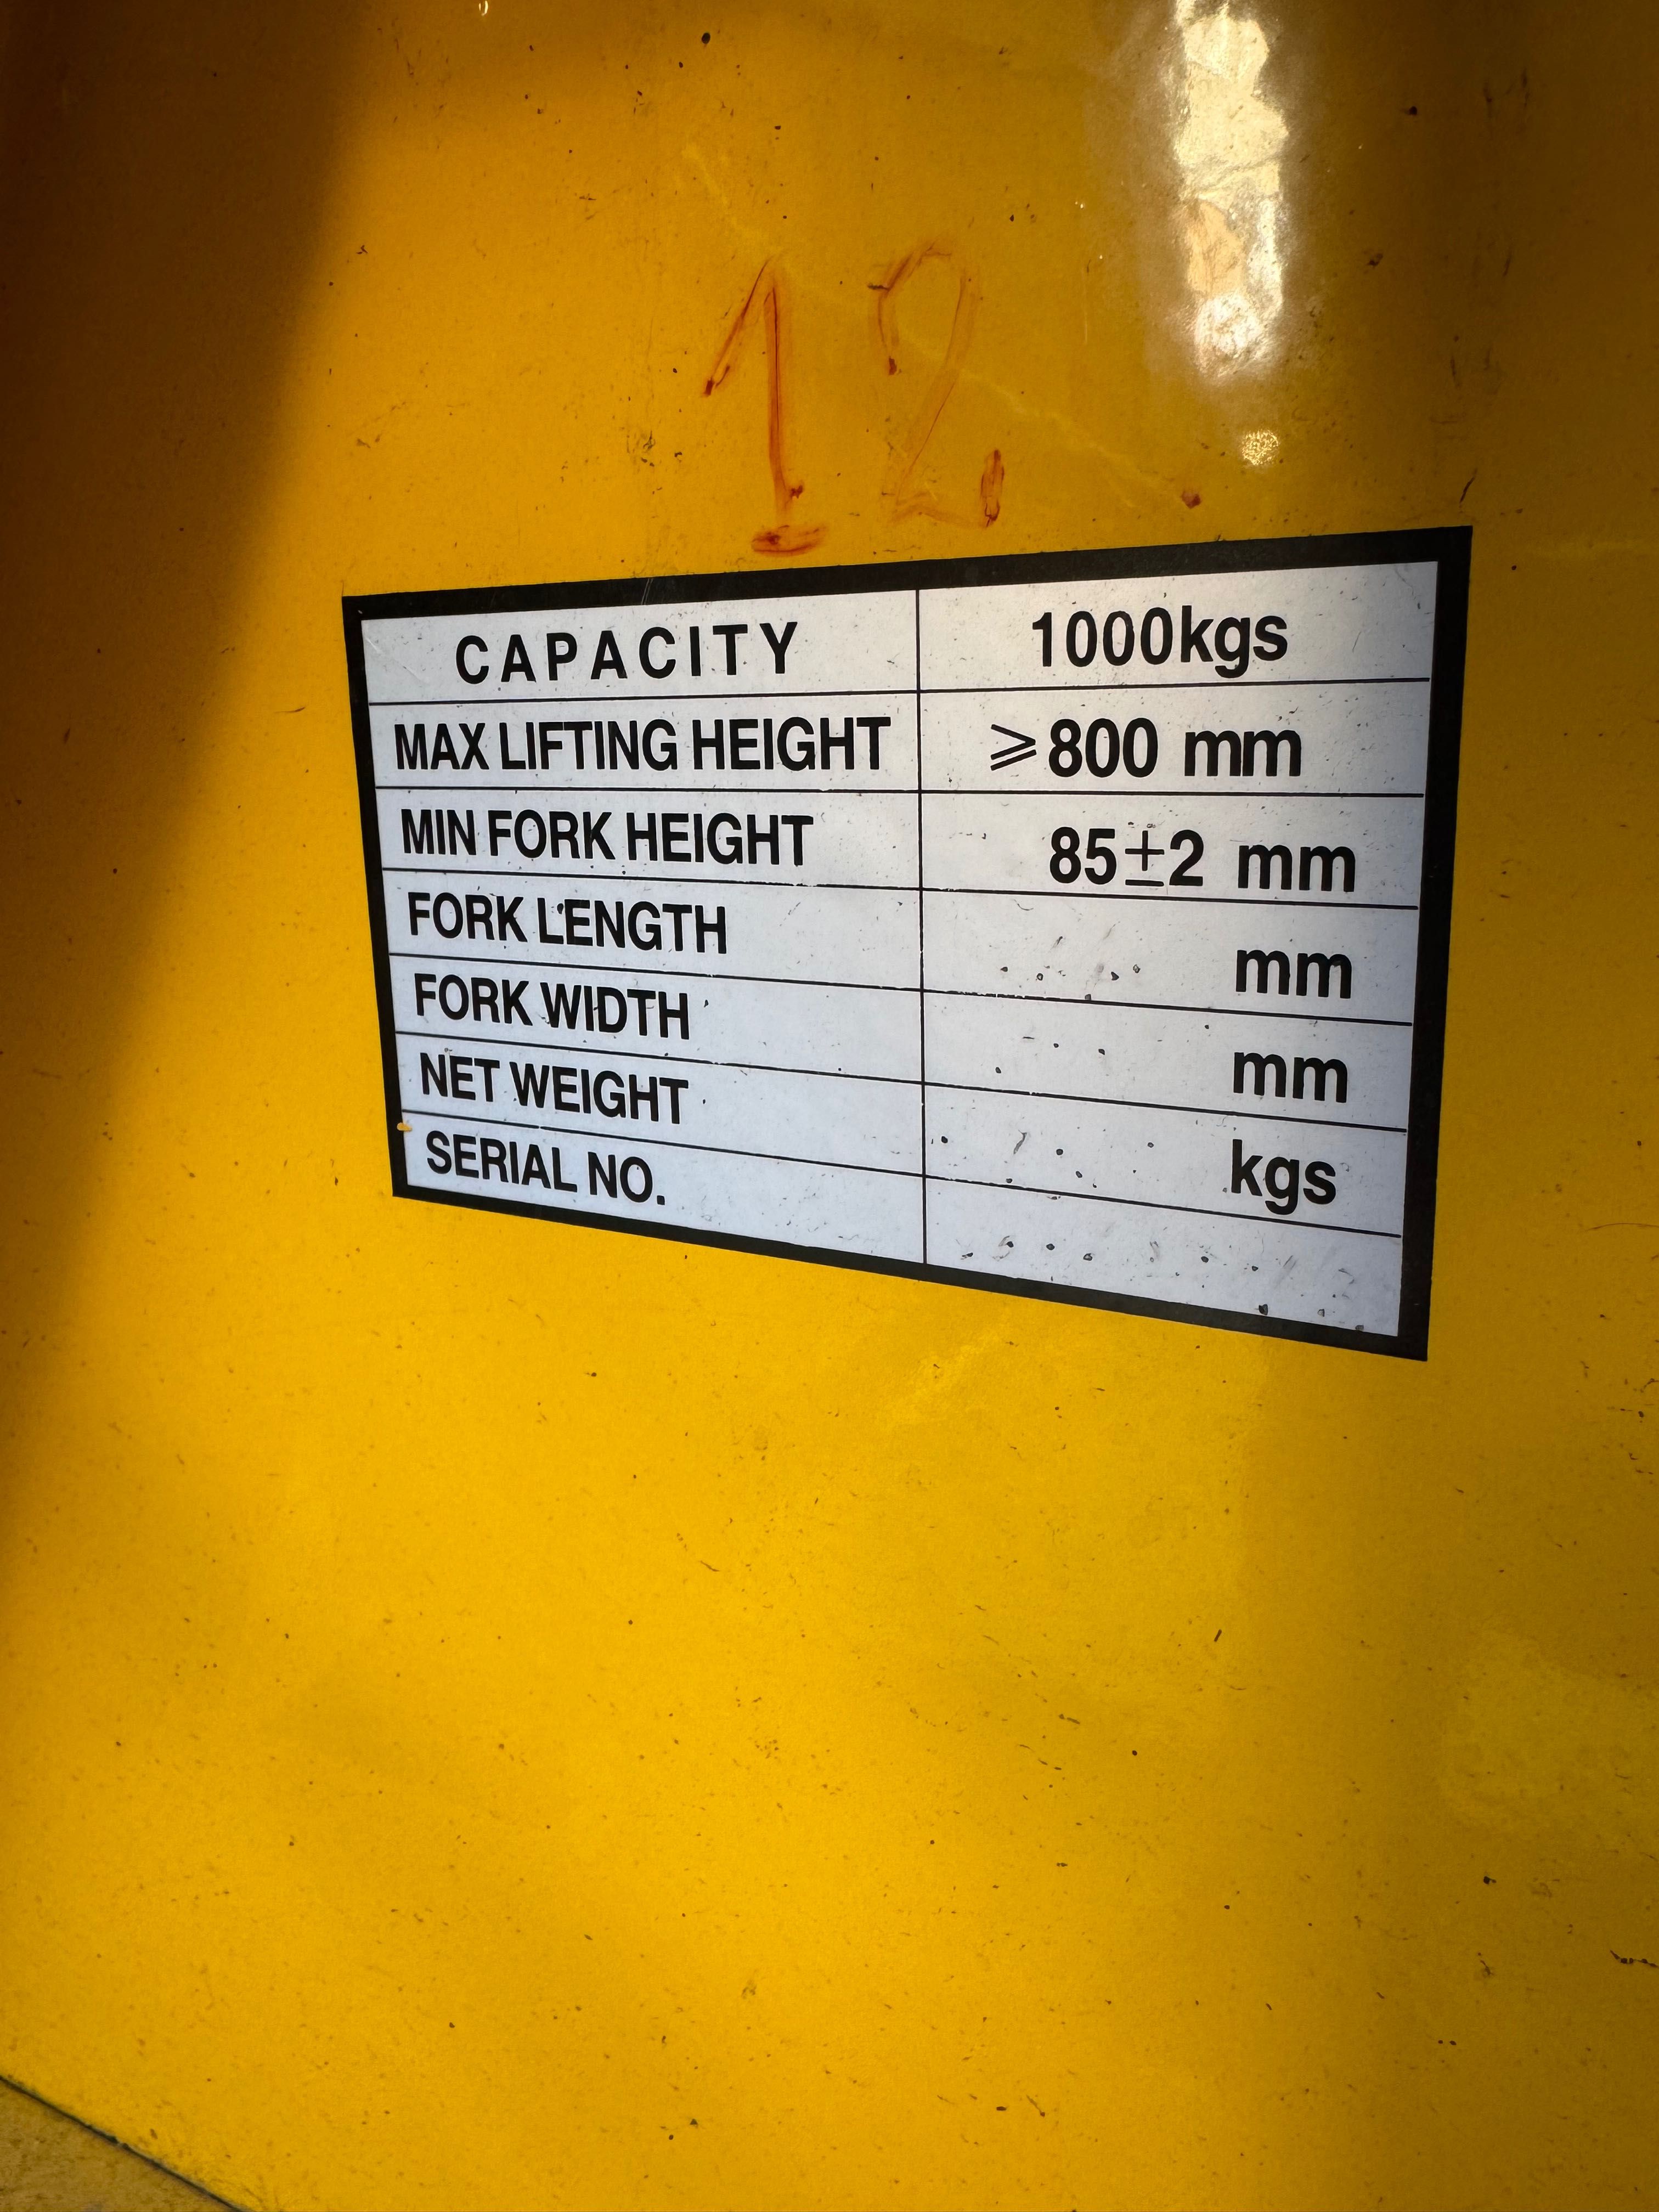 12
CAPACITY 1000kgs
MAX LIFTING HEIGHT ⩾800 mm
MIN FORK HEIGHT 85±2 mm
FORK LENGTH mm
FORK WIDTH mm
NET WEIGHT kgs
SERIAL NO.